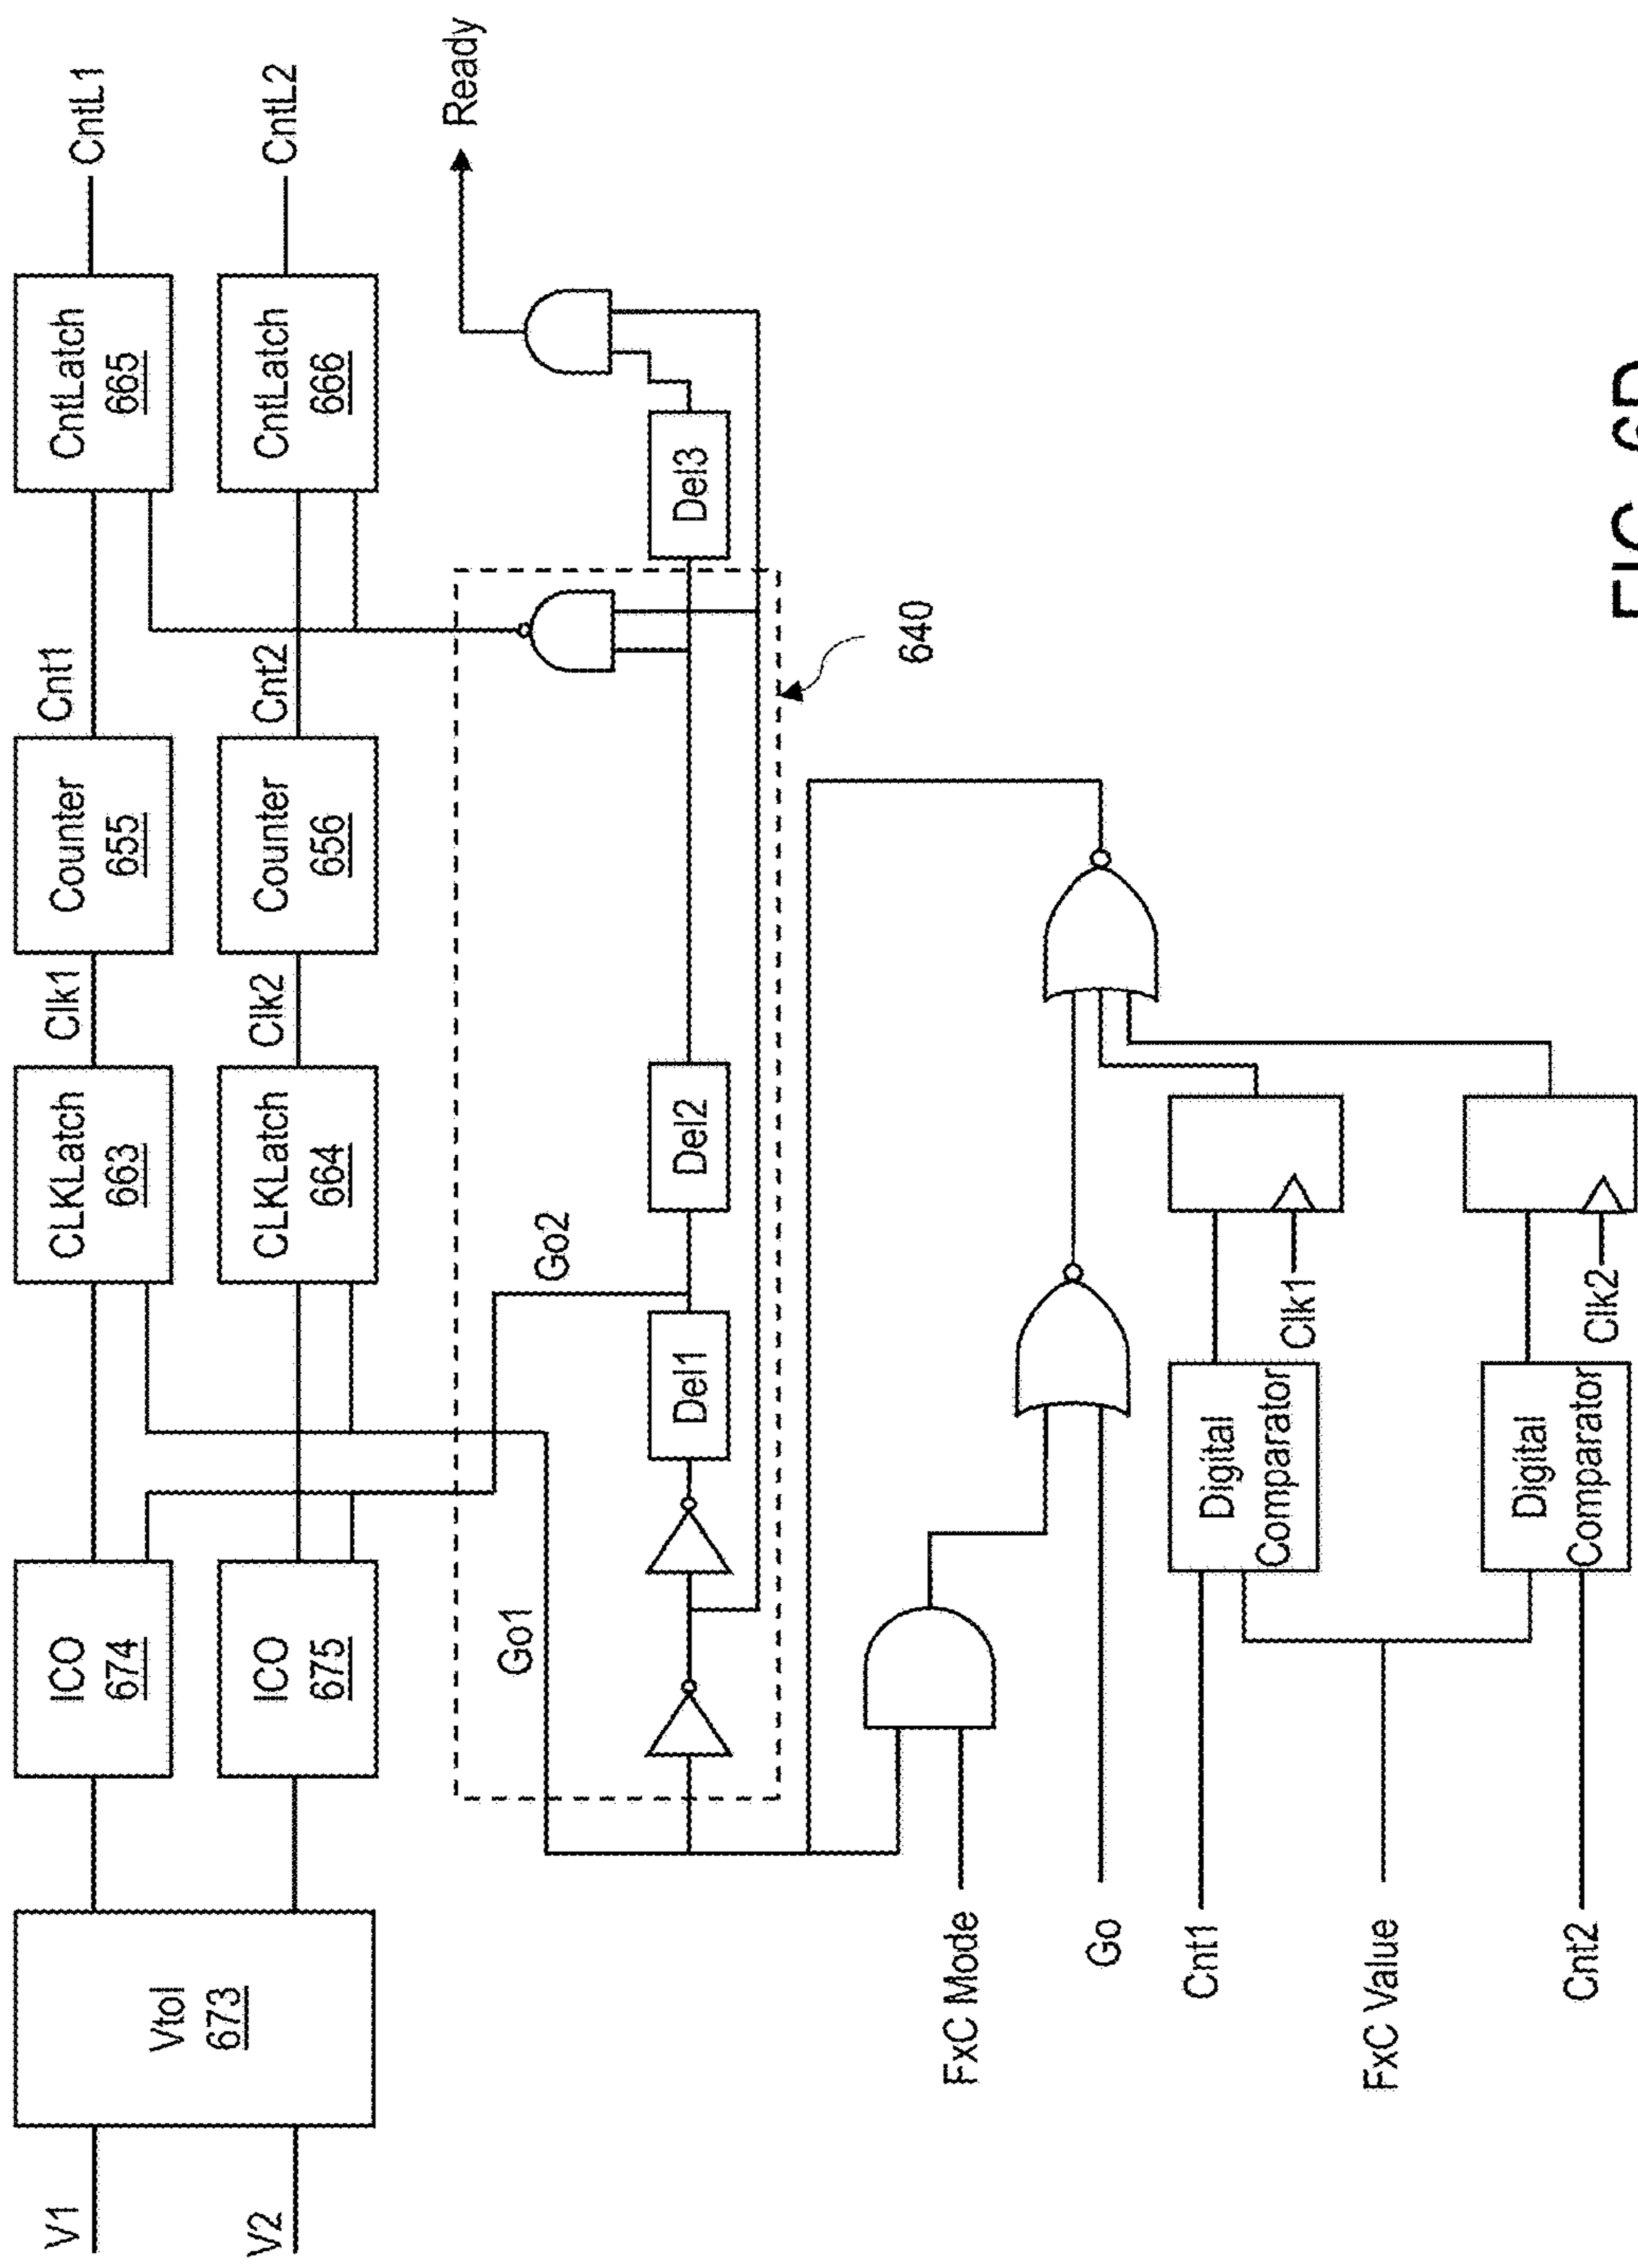 V1
V2
VtoI
673
ICO
674
ICO
675
CLKLatch
663
CLKLatch
664
Clk1
Clk2
Counter
655
Counter
656
Cnt1
Cnt2
CntLatch
665
CntLatch
666
CntL1
CntL2
Ready
Go1
Go2
Del1
Del2
Del3
640
FxC Mode
Go
Cnt1
FxC Value
Cnt2
Digital
Comparator
Digital
Comparator
Clk1
Clk2